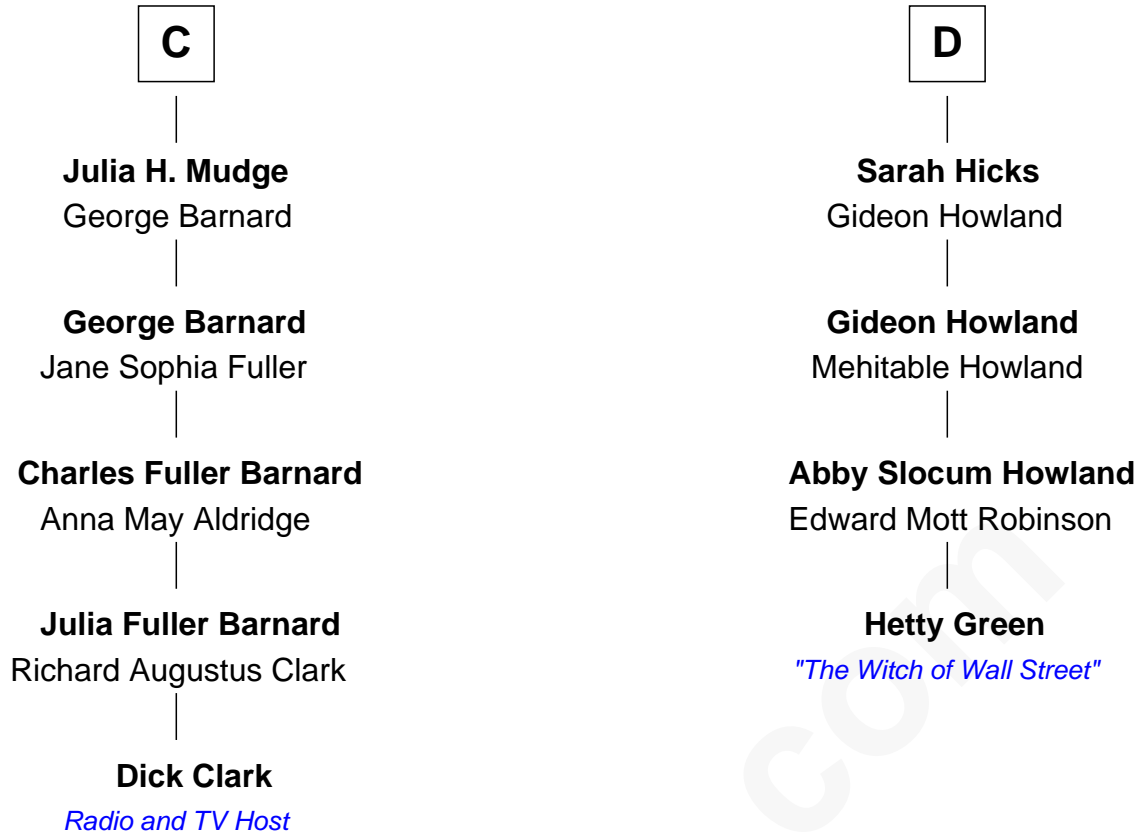 C
Julia H. Mudge
George Barnard
George Barnard
Jane Sophia Fuller
Charles Fuller Barnard
Anna May Aldridge
Julia Fuller Barnard
Richard Augustus Clark
Dick Clark
Radio and TV Host
D
Sarah Hicks
Gideon Howland
Gideon Howland
Mehitable Howland
Abby Slocum Howland
Edward Mott Robinson
Hetty Green
"The Witch of Wall Street"
com